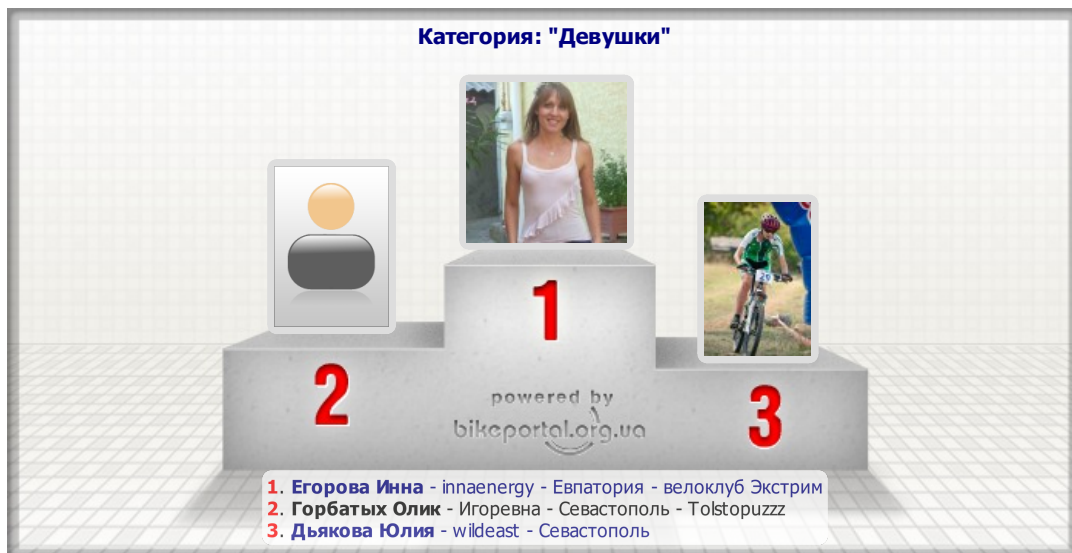 Категория: "Девушки"
1
2
3
20
powered by
bikeportal.org.ua
1. Егорова Инна - innaenergy - Евпатория - велоклуб Экстрим
2. Горбатых Олик - Игоревна - Севастополь - Tolstopuzzz
3. Дьякова Юлия - wildeast - Севастополь